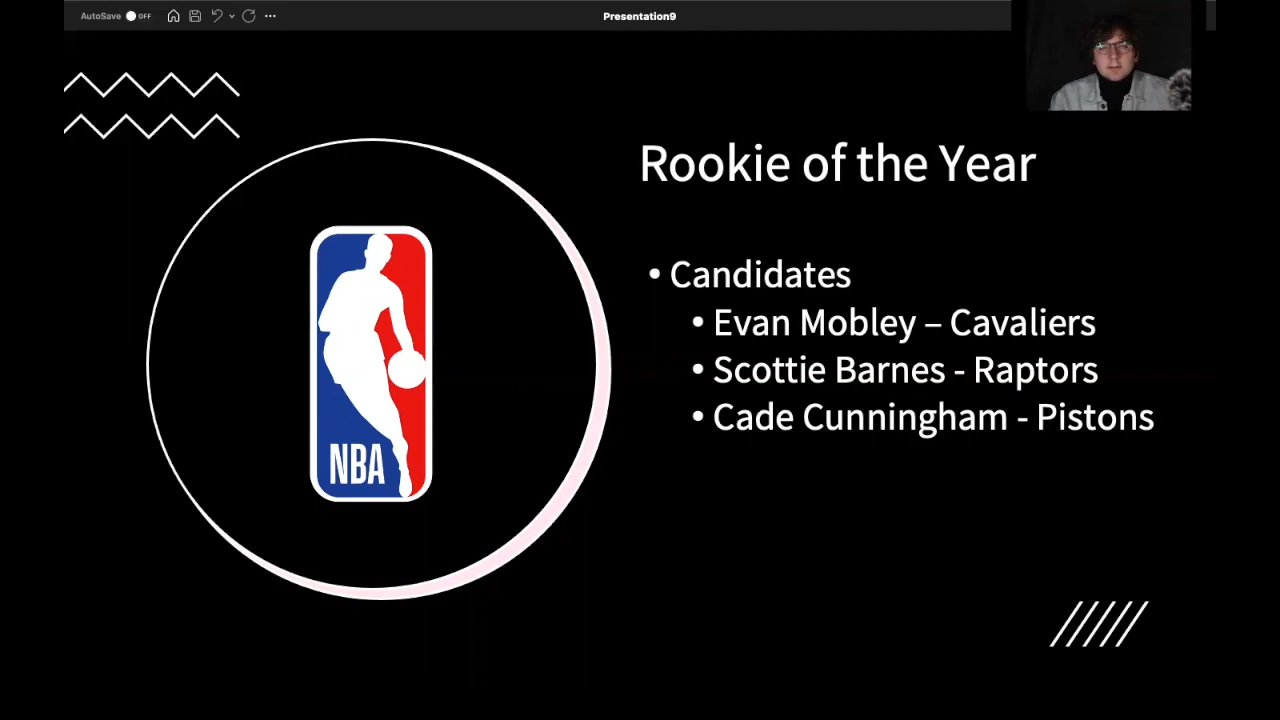 AutoSave OFF
Presentation9
Rookie of the Year
• Candidates
• Evan Mobley – Cavaliers
• Scottie Barnes - Raptors
• Cade Cunningham - Pistons
NBA